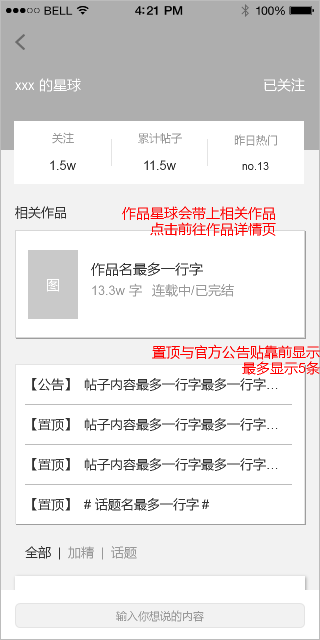 BELL 4:21 PM 100%
xxx 的星球 已关注
关注 累计帖子 昨日热门
1.5w 11.5w no.13
相关作品
作品星球会带上相关作品
点击前往作品详情页
图
作品名最多一行字
13.3w 字 连载中/已完结
置顶与官方公告贴靠前显示
最多显示5条
【公告】 帖子内容最多一行字最多一行字...
【置顶】 帖子内容最多一行字最多一行字...
【置顶】 帖子内容最多一行字最多一行字...
【置顶】 # 话题名最多一行字 #
全部 | 加精 | 话题
输入你想说的内容